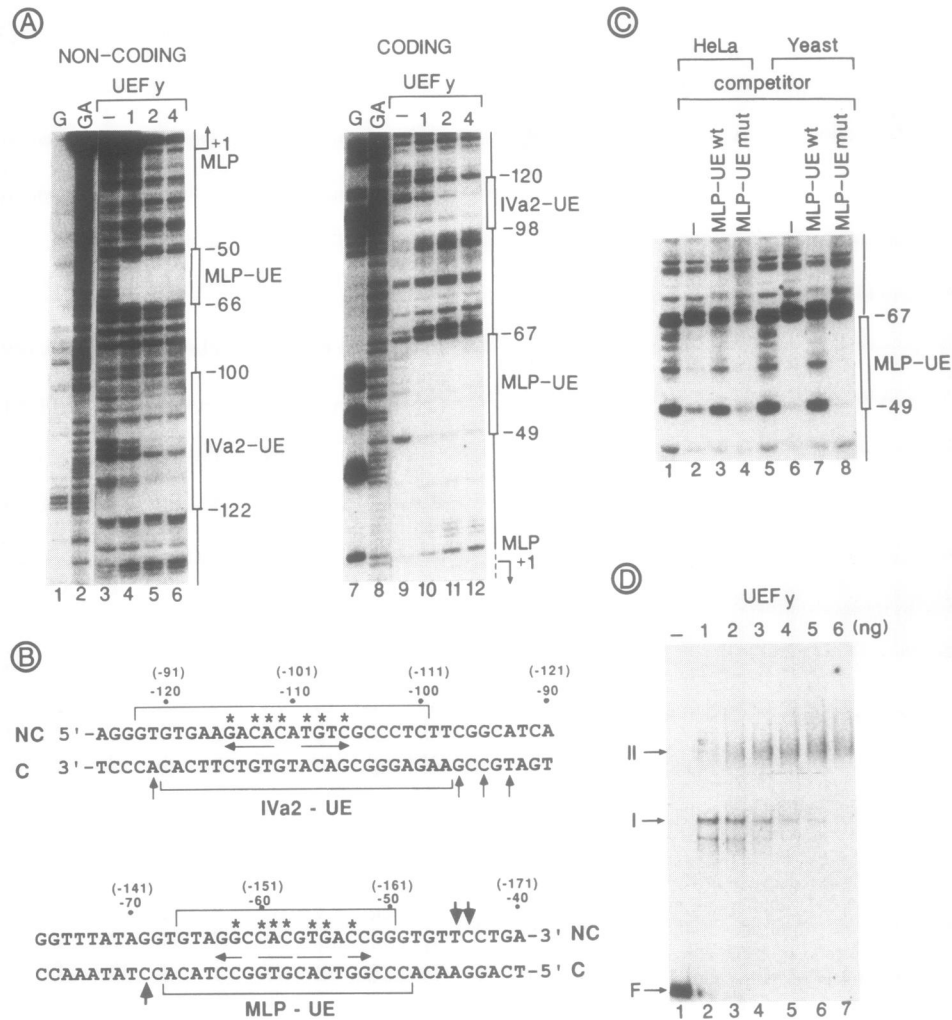 A
NON-CODING
CODING
UEF y
UEF y
G GA – 1 2 4
G GA – 1 2 4
+1
MLP
-50
MLP-UE
-66
-100
IVa2-UE
-122
1 2 3 4 5 6
-120
IVa2-UE
-98
-67
MLP-UE
-49
MLP
+1
7 8 9 10 11 12
C
HeLa Yeast
competitor
– MLP-UE wt MLP-UE mut – MLP-UE wt MLP-UE mut
-67
MLP-UE
-49
1 2 3 4 5 6 7 8
B
(-91) (-101) (-111) (-121)
-120 -110 -100 -90
* *** ** *
NC 5'-AGGGTGTGAAGACACATGTCGCCCTCTTCGGCATCA
C 3'-TCCCACACTTCTGTGTACAGCGGGAGAAGCCGTAGT
IVa2 - UE
(-141) (-151) (-161) (-171)
-70 -60 -50 -40
* *** ** *
GGTTTATAGGTGTAGGCCACGTGACCGGGTGTTCCTGA-3' NC
CCAAATATCCACATCCGGTGCACTGGCCCACAAGGACT-5' C
MLP - UE
D
UEF y
– 1 2 3 4 5 6 (ng)
II
I
F
1 2 3 4 5 6 7